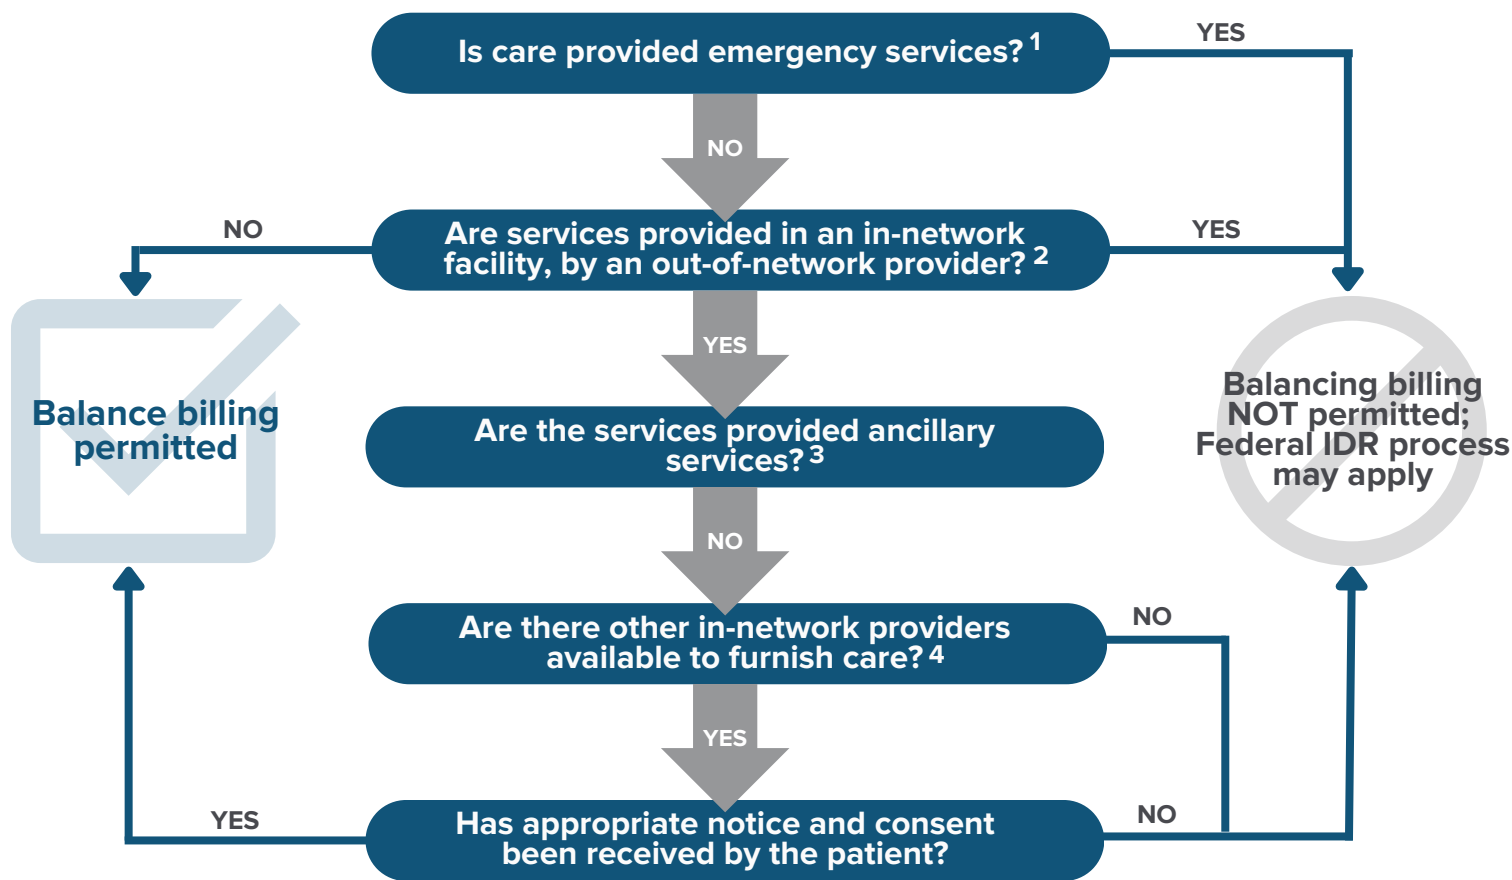 Is care provided emergency services? 1
YES
NO
Are services provided in an in-network
facility, by an out-of-network provider? 2
NO
YES
YES
Balance billing
permitted
Balancing billing
NOT permitted;
Federal IDR process
may apply
Are the services provided ancillary
services? 3
NO
Are there other in-network providers
available to furnish care? 4
NO
YES
Has appropriate notice and consent
been received by the patient?
YES
NO